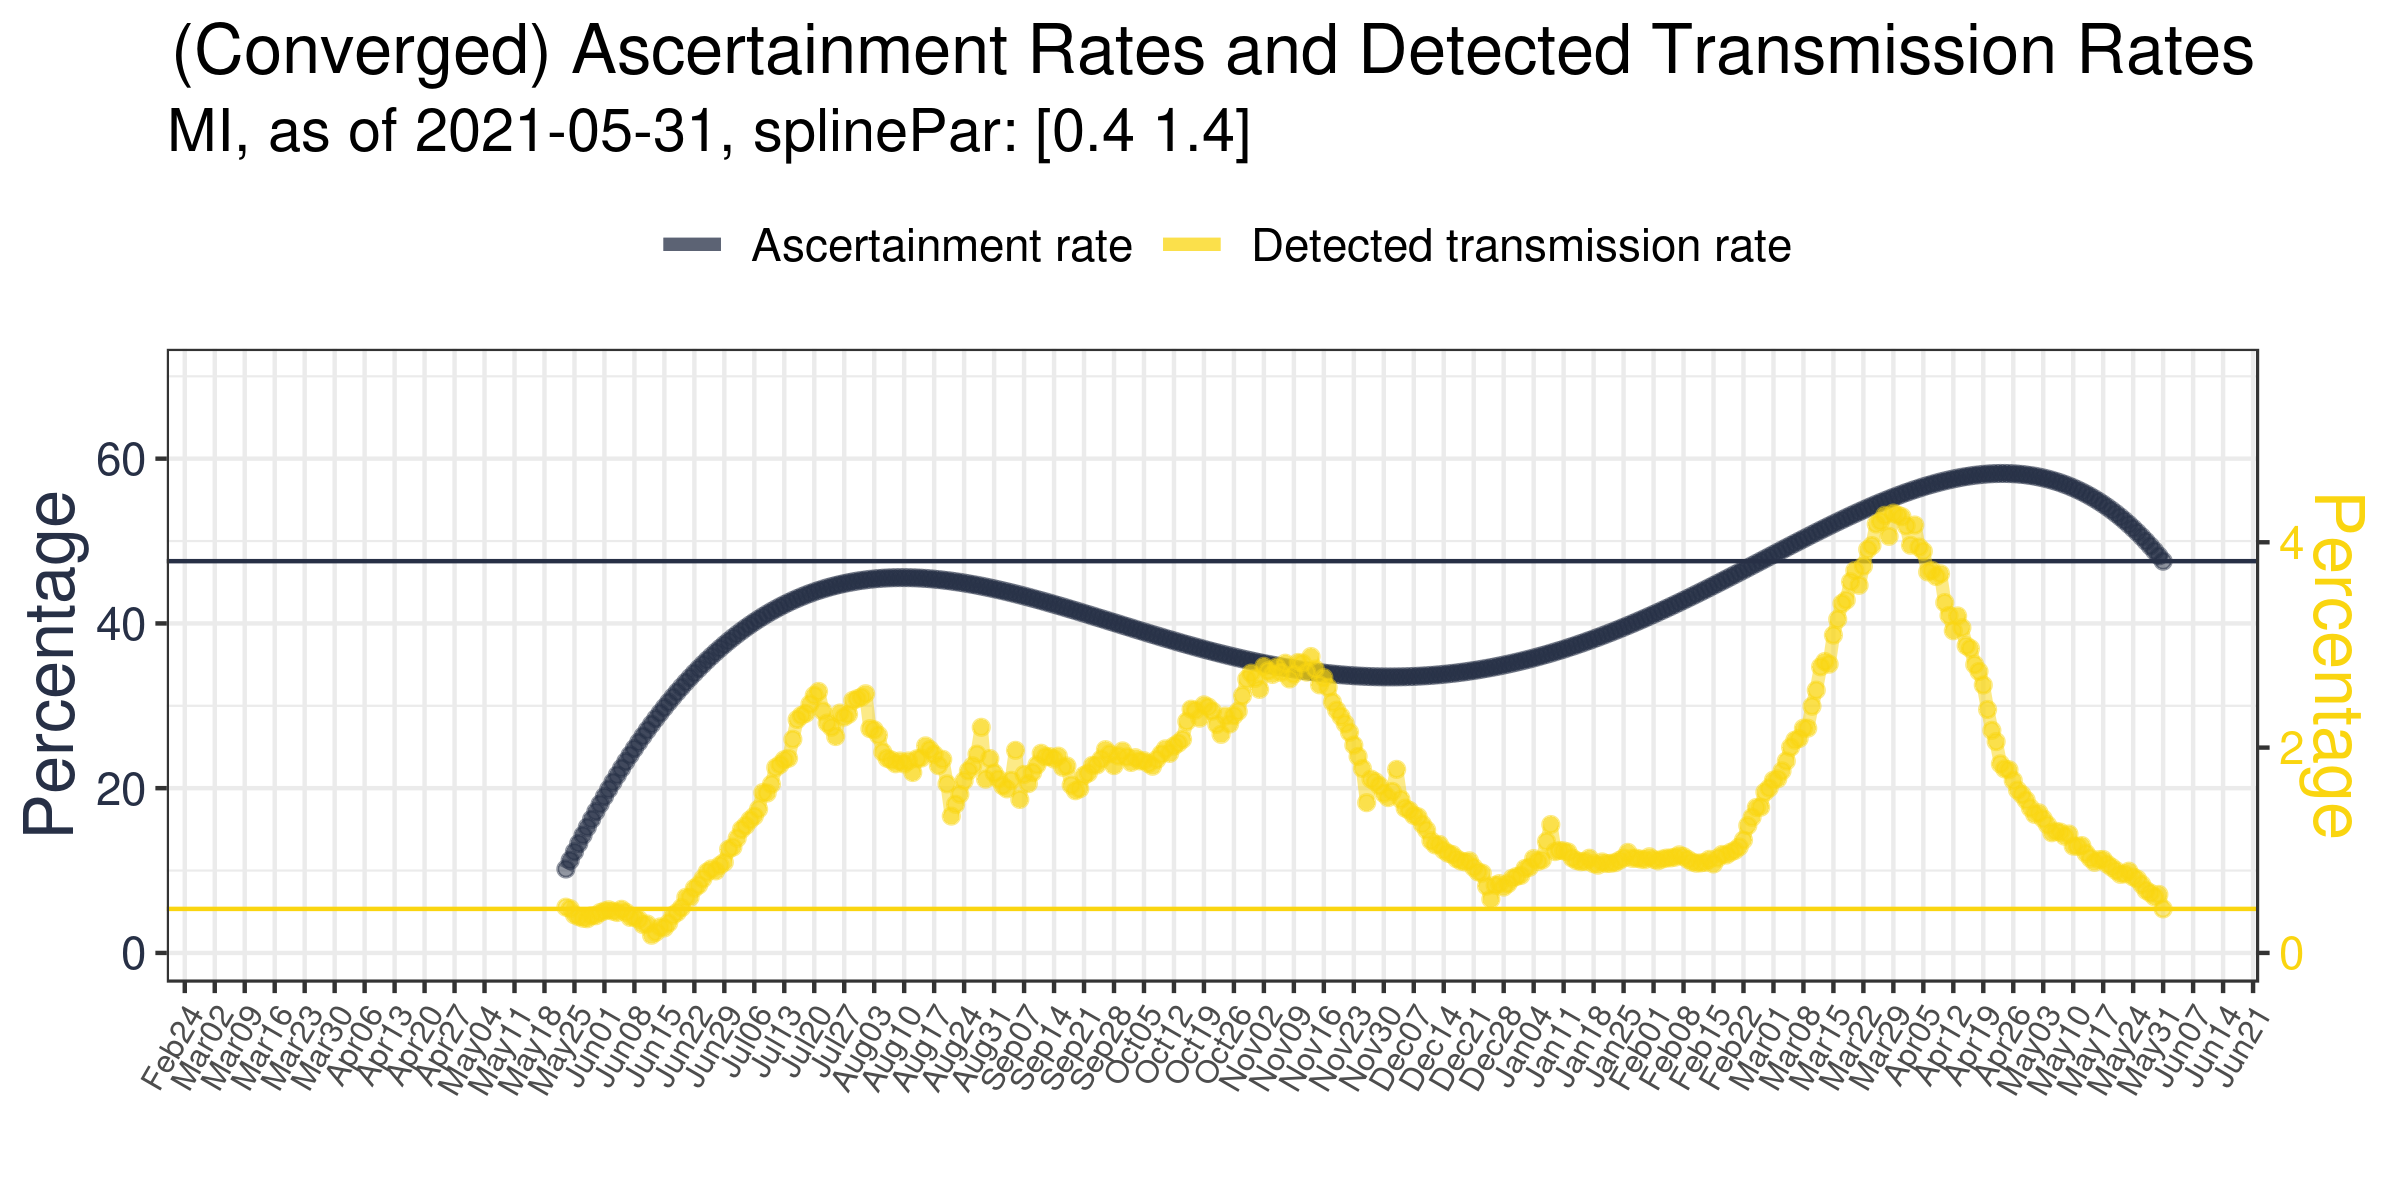 (Converged) Ascertainment Rates and Detected Transmission Rates
MI, as of 2021-05-31, splinePar: [0.4 1.4]
Ascertainment rate
Detected transmission rate
Percentage
60
40
20
0
Percentage
4
2
0
Feb24
Mar02
Mar09
Mar16
Mar23
Mar30
Apr06
Apr13
Apr20
Apr27
May04
May11
May18
May25
Jun01
Jun08
Jun15
Jun22
Jun29
Jul06
Jul13
Jul20
Jul27
Aug03
Aug10
Aug17
Aug24
Aug31
Sep07
Sep14
Sep21
Sep28
Oct05
Oct12
Oct19
Oct26
Nov02
Nov09
Nov16
Nov23
Nov30
Dec07
Dec14
Dec21
Dec28
Jan04
Jan11
Jan18
Jan25
Feb01
Feb08
Feb15
Feb22
Mar01
Mar08
Mar15
Mar22
Mar29
Apr05
Apr12
Apr19
Apr26
May03
May10
May17
May24
May31
Jun07
Jun14
Jun21